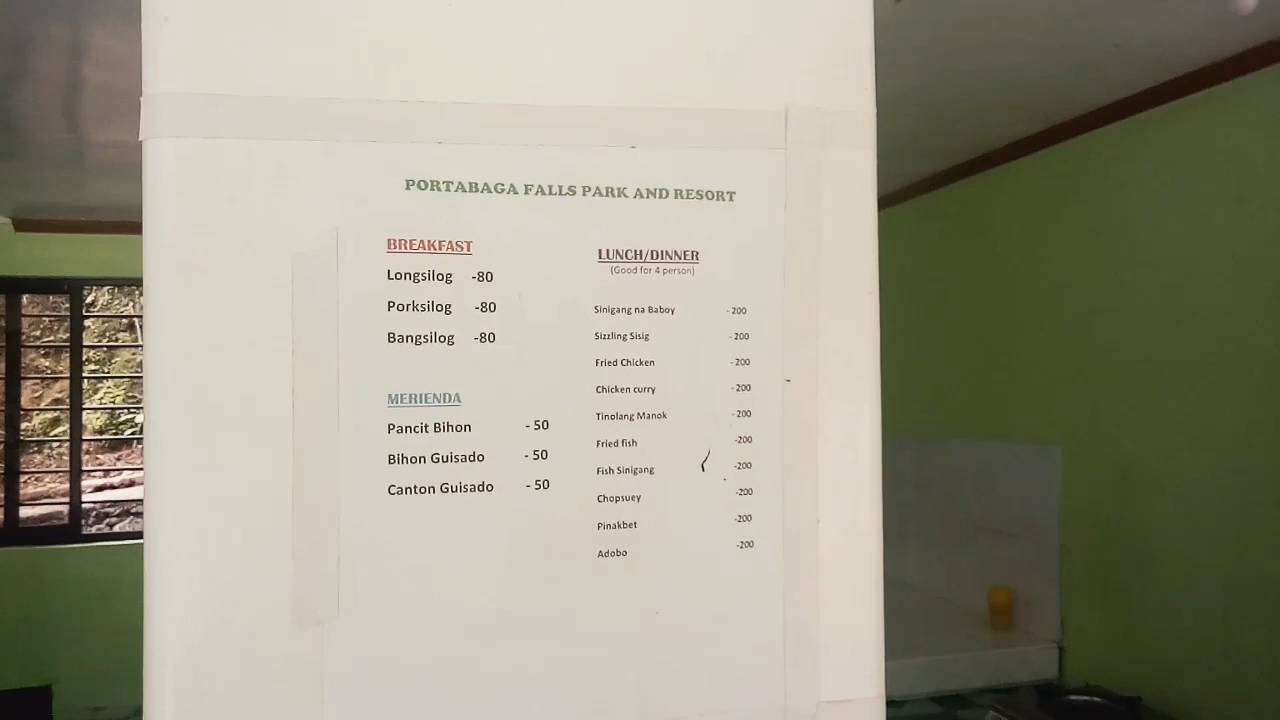 PORTABAGA FALLS PARK AND RESORT
BREAKFAST
Longsilog -80
Porksilog -80
Bangsilog -80
MERIENDA
Pancit Bihon - 50
Bihon Guisado - 50
Canton Guisado - 50
LUNCH/DINNER
(Good for 4 person)
Sinigang na Baboy - 200
Sizzling Sisig - 200
Fried Chicken - 200
Chicken curry - 200
Tinolang Manok - 200
Fried fish -200
Fish Sinigang -200
Chopsuey -200
Pinakbet -200
Adobo -200